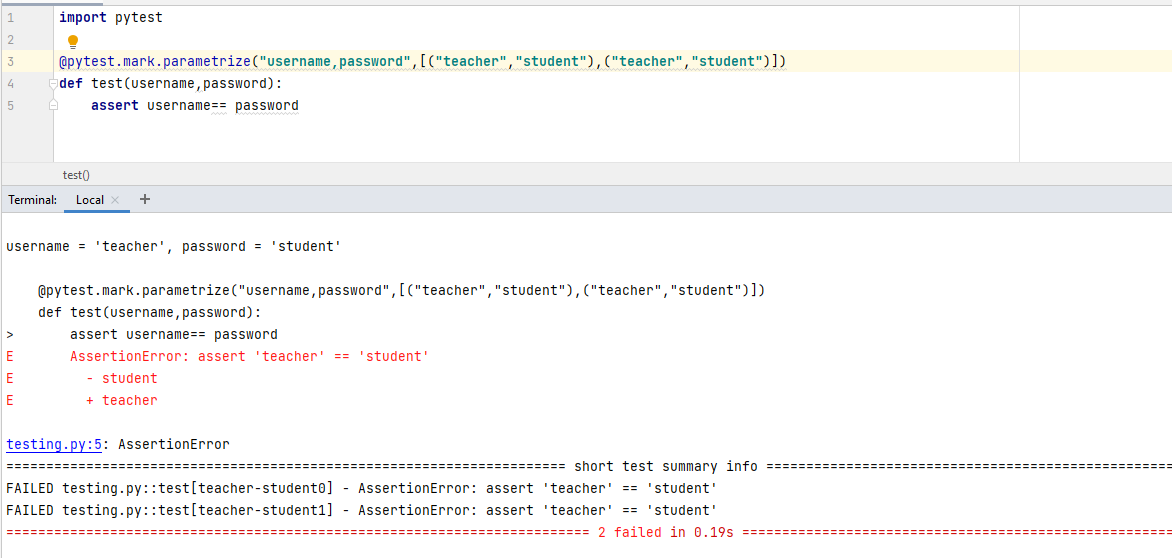 1 import pytest
2
3 @pytest.mark.parametrize("username,password",[("teacher","student"),("teacher","student")])
4 def test(username,password):
5     assert username== password
test()
Terminal: Local × +
username = 'teacher', password = 'student'
    @pytest.mark.parametrize("username,password",[("teacher","student"),("teacher","student")])
    def test(username,password):
>       assert username== password
E       AssertionError: assert 'teacher' == 'student'
E         - student
E         + teacher
testing.py:5: AssertionError
====================================================================== short test summary info ===================================================
FAILED testing.py::test[teacher-student0] - AssertionError: assert 'teacher' == 'student'
FAILED testing.py::test[teacher-student1] - AssertionError: assert 'teacher' == 'student'
========================================================================= 2 failed in 0.19s ======================================================